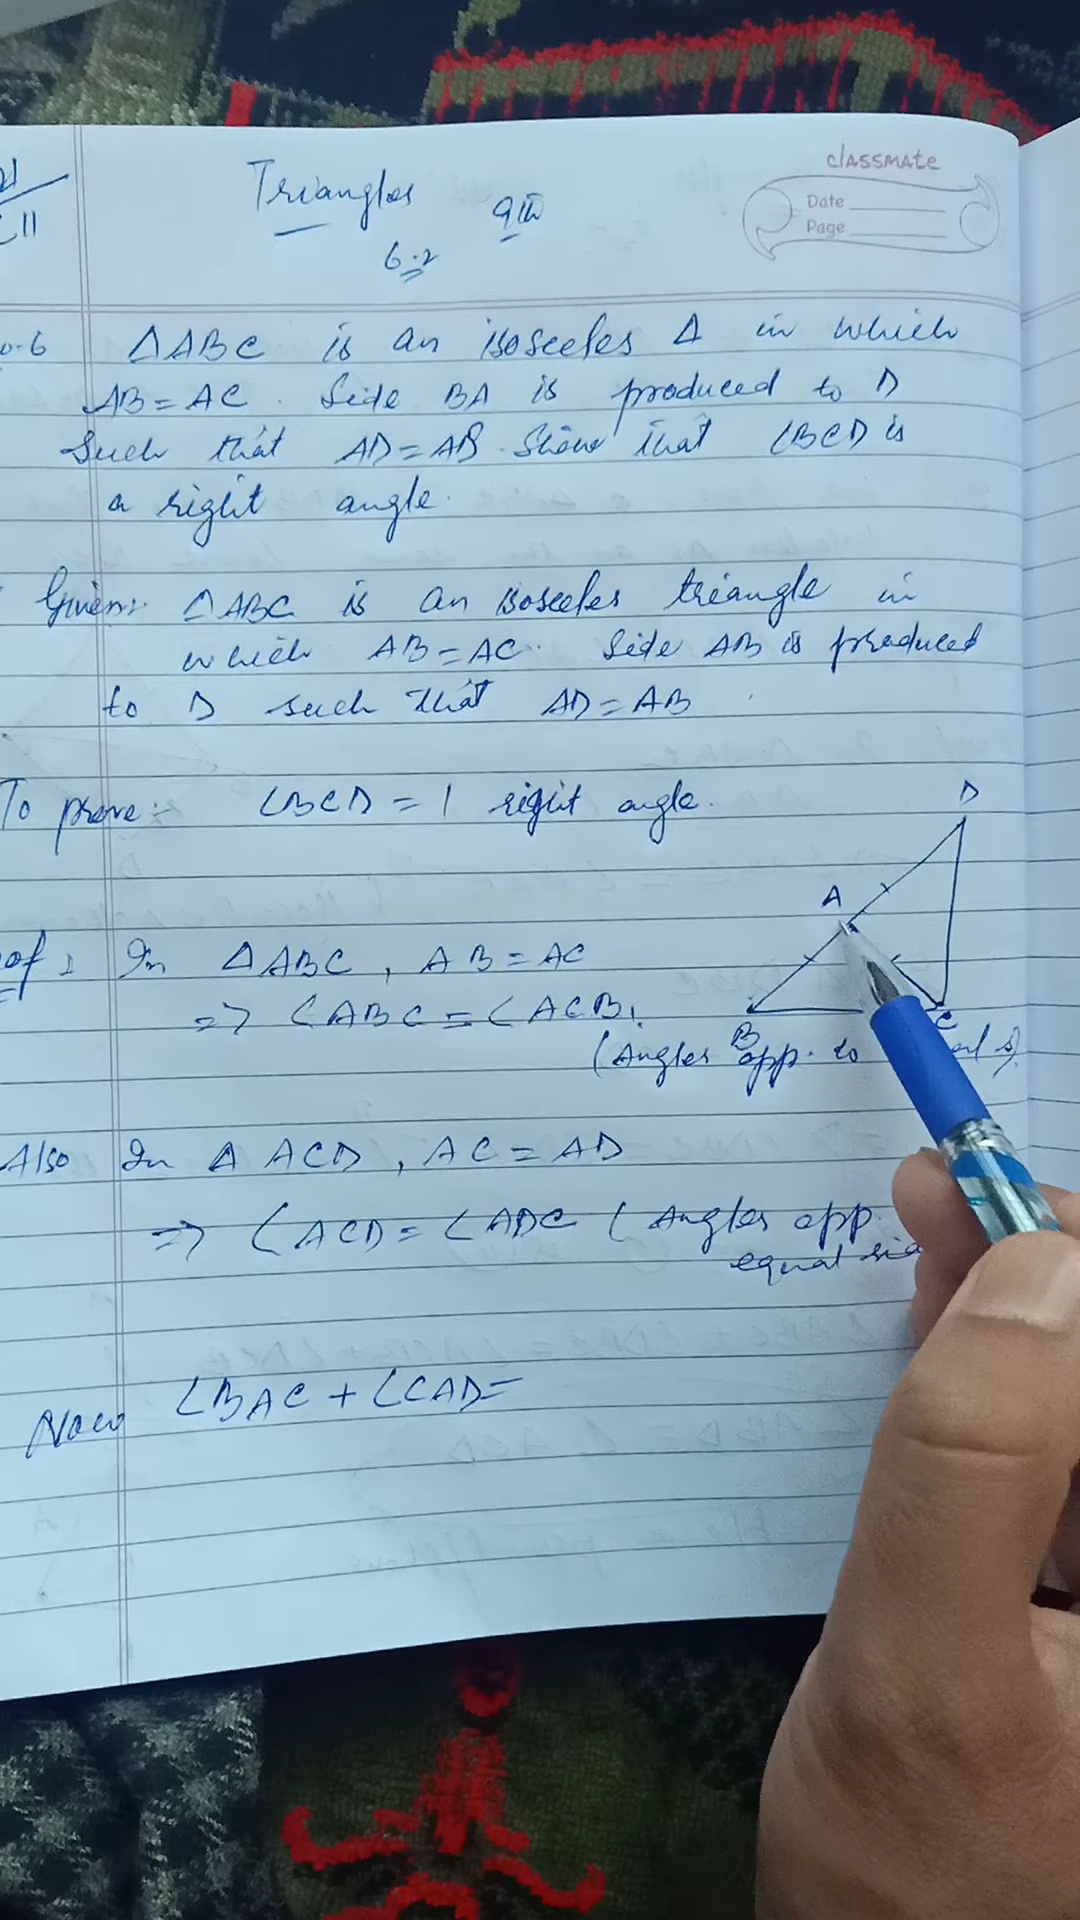 Triangles
9th
6.2
classmate
Date
Page
ΔABC is an isosceles Δ in which
AB = AC. Side BA is produced to D
Such that AD = AB. Show that ∠BCD is
a right angle.
Given:- ΔABC is an isosceles triangle in
which AB = AC. Side AB is produced
to D such that AD = AB
To prove:- ∠BCD = 1 right angle.
D
A
In ΔABC, AB = AC
⇒ ∠ABC = ∠ACB,
B
C
(Angles opp. to
Also In Δ ACD, AC = AD
⇒ ∠ACD = ∠ADC (Angles opp.
equal
Now ∠BAC + ∠CAD =